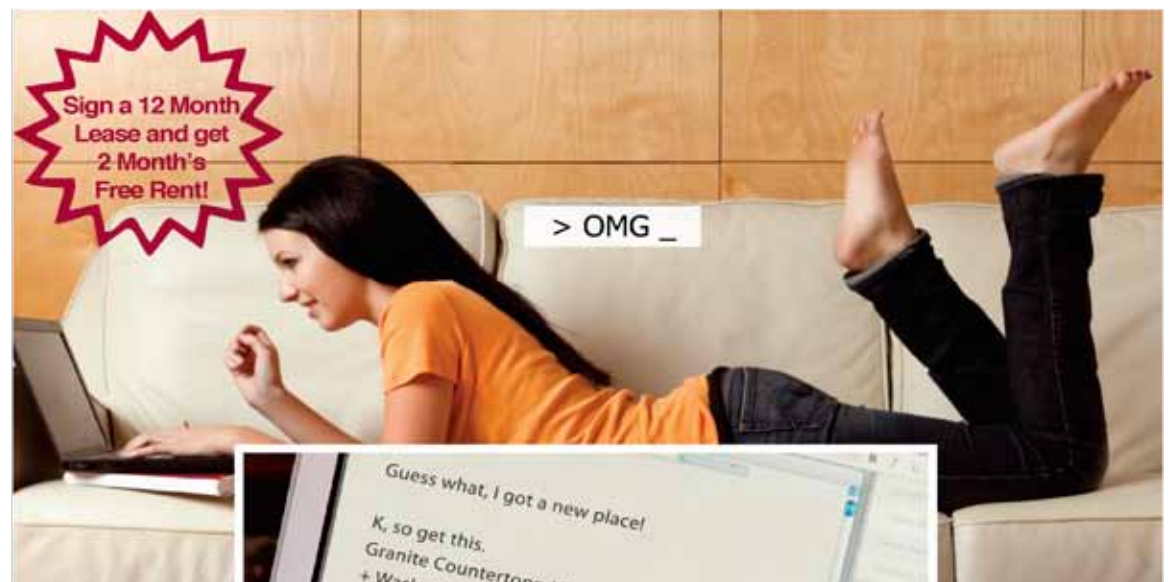 Sign a 12 Month
Lease and get
2 Month's
Free Rent!
> OMG _
Guess what, I got a new place!
K, so get this.
Granite
+